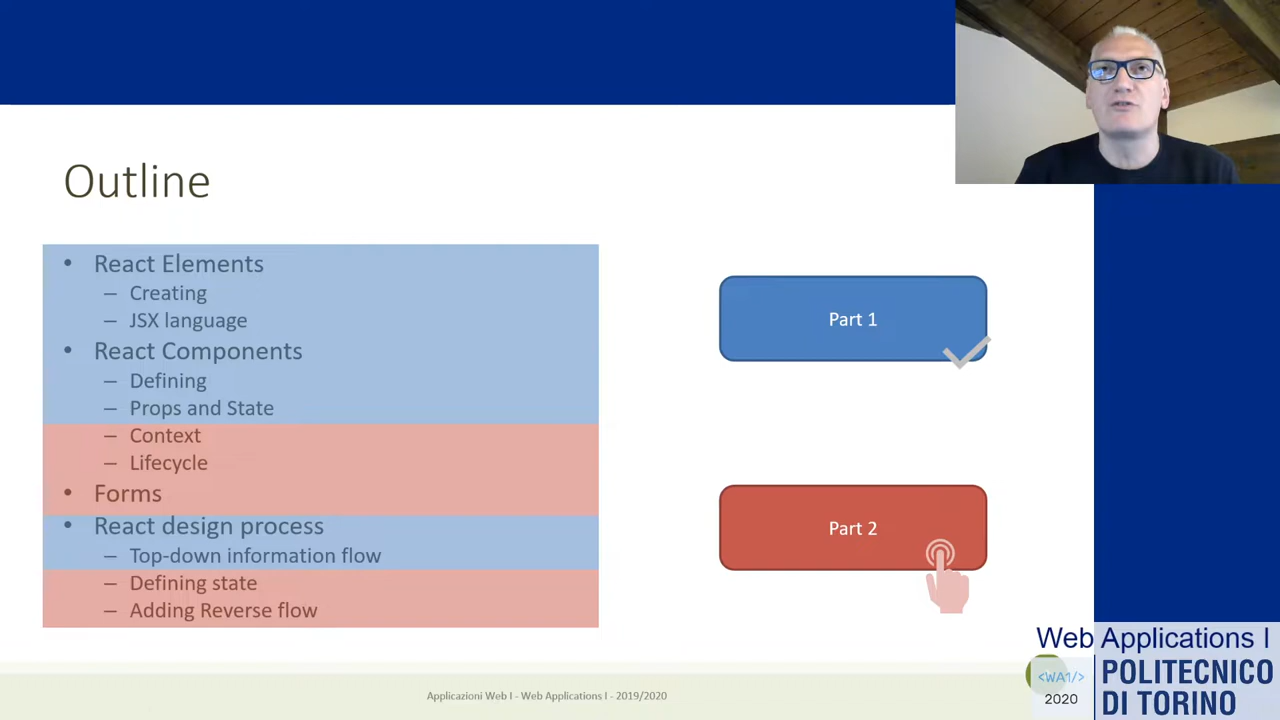 Outline
• React Elements
– Creating
– JSX language
• React Components
– Defining
– Props and State
– Context
– Lifecycle
• Forms
• React design process
– Top-down information flow
– Defining state
– Adding Reverse flow
Part 1
Part 2
Applicazioni Web I - Web Applications I - 2019/2020
Web Applications I
<WA1/>
2020
POLITECNICO
DI TORINO